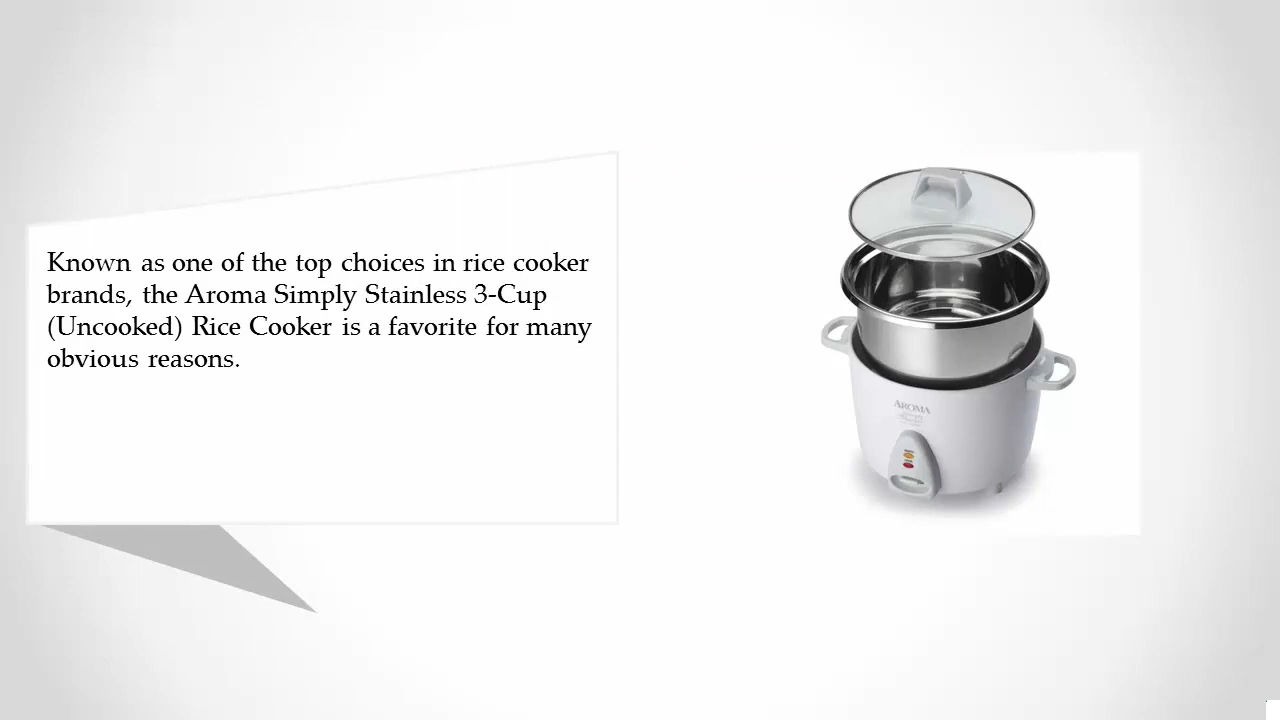 Known as one of the top choices in rice cooker
brands, the Aroma Simply Stainless 3-Cup
(Uncooked) Rice Cooker is a favorite for many
obvious reasons.
AROMA